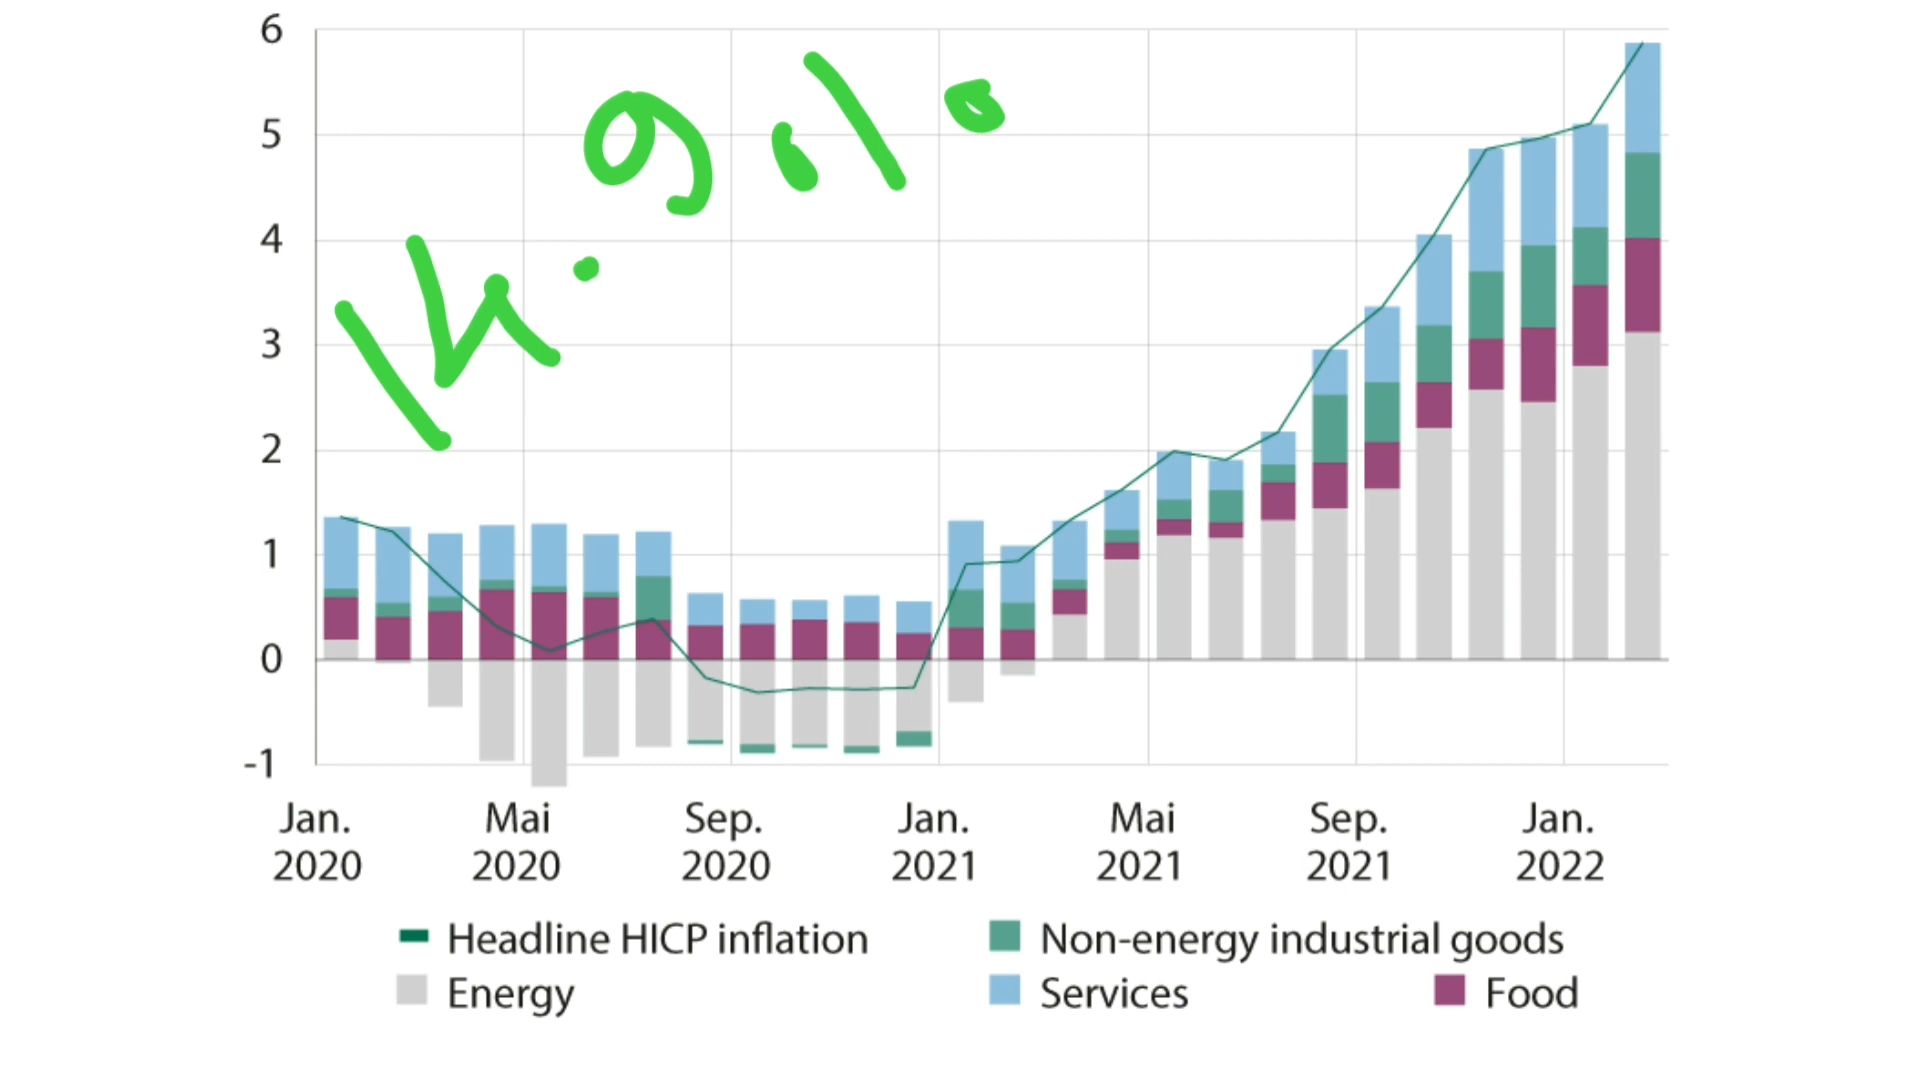 14.9%
6
5
4
3
2
1
0
-1
Jan. Mai Sep. Jan. Mai Sep. Jan.
2020 2020 2020 2021 2021 2021 2022
Headline HICP inflation Non-energy industrial goods
Energy Services Food